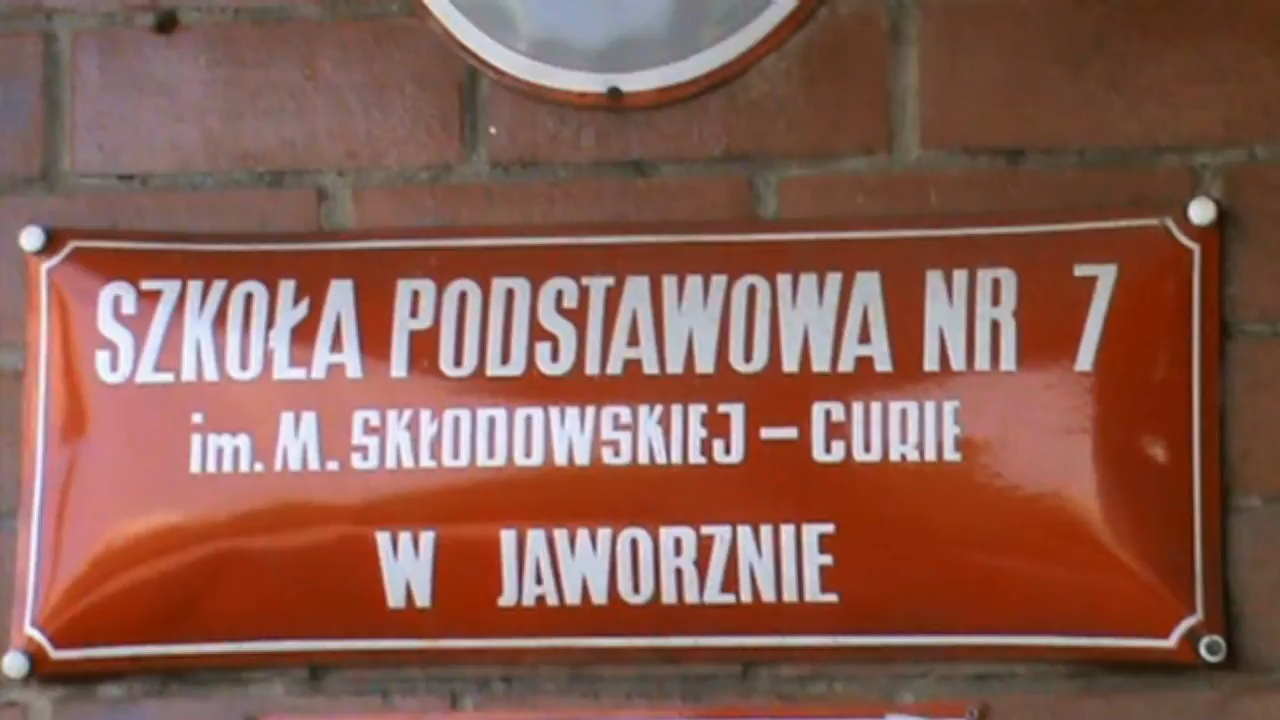 SZKOŁA PODSTAWOWA NR 7
im. M. SKŁODOWSKIEJ - CURIE
W JAWORZNIE